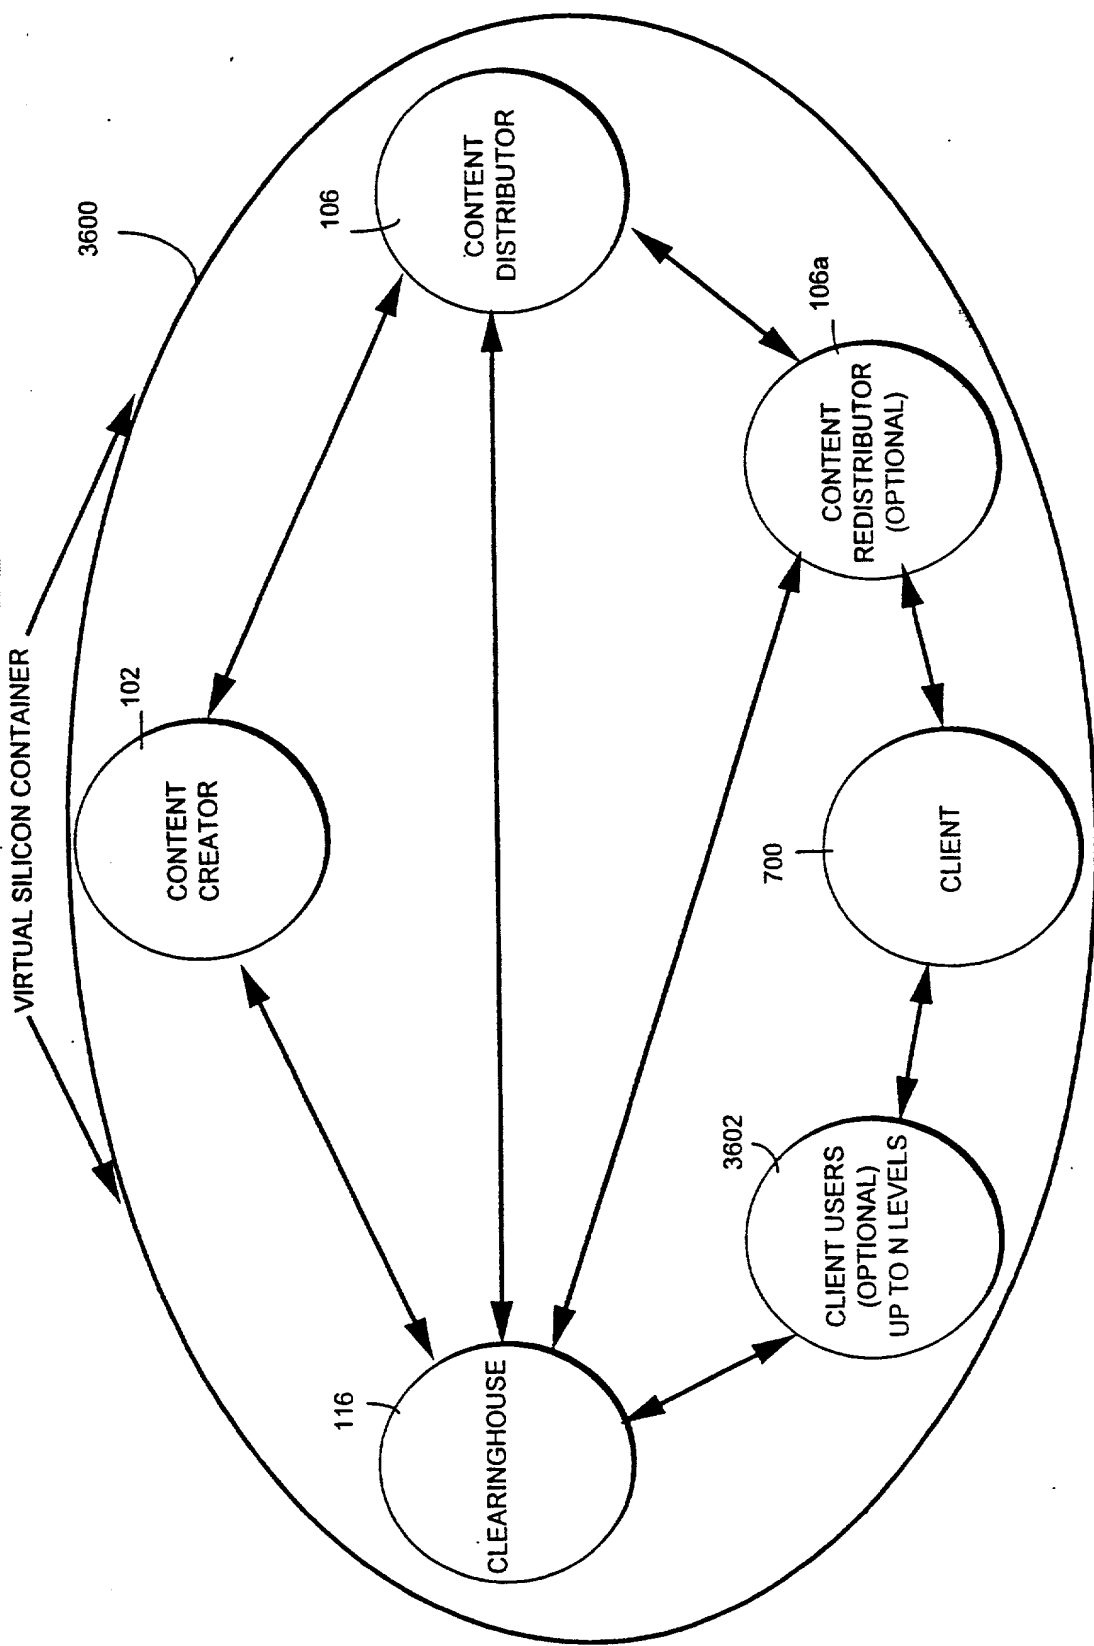 VIRTUAL SILICON CONTAINER
3600
102
CONTENT
CREATOR
106
CONTENT
DISTRIBUTOR
116
CLEARINGHOUSE
106a
CONTENT
REDISTRIBUTOR
(OPTIONAL)
700
CLIENT
3602
CLIENT USERS
(OPTIONAL)
UP TO N LEVELS